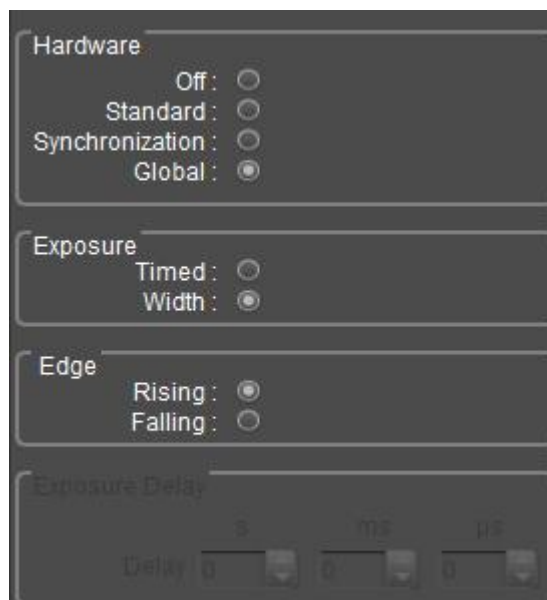 Hardware
Off :
Standard :
Synchronization :
Global :
Exposure
Timed :
Width :
Edge
Rising :
Falling :
Exposure Delay
s ms µs
Delay 0 0 0